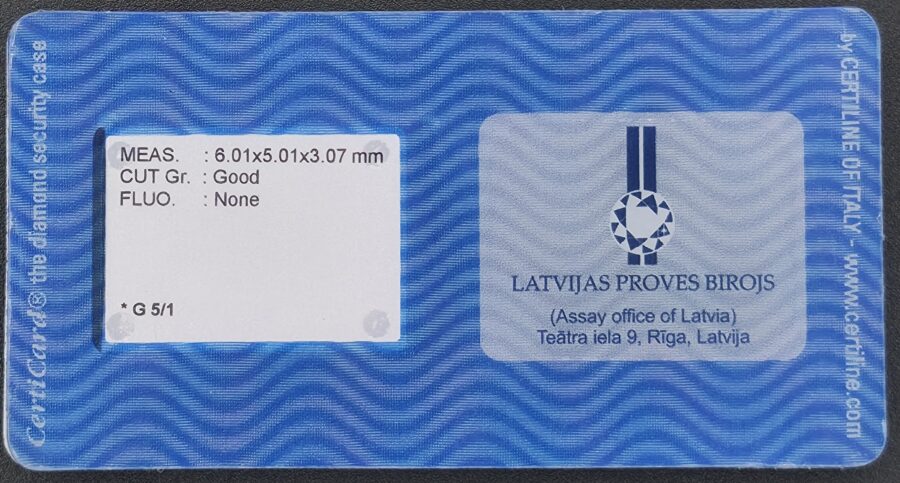 CertiCard® the diamond security case
MEAS. : 6.01x5.01x3.07 mm
CUT Gr. : Good
FLUO. : None
* G 5/1
LATVIJAS PROVES BIROJS
(Assay office of Latvia)
Teātra iela 9, Rīga, Latvija
by CERTILINE OF ITALY - www.certiline.com